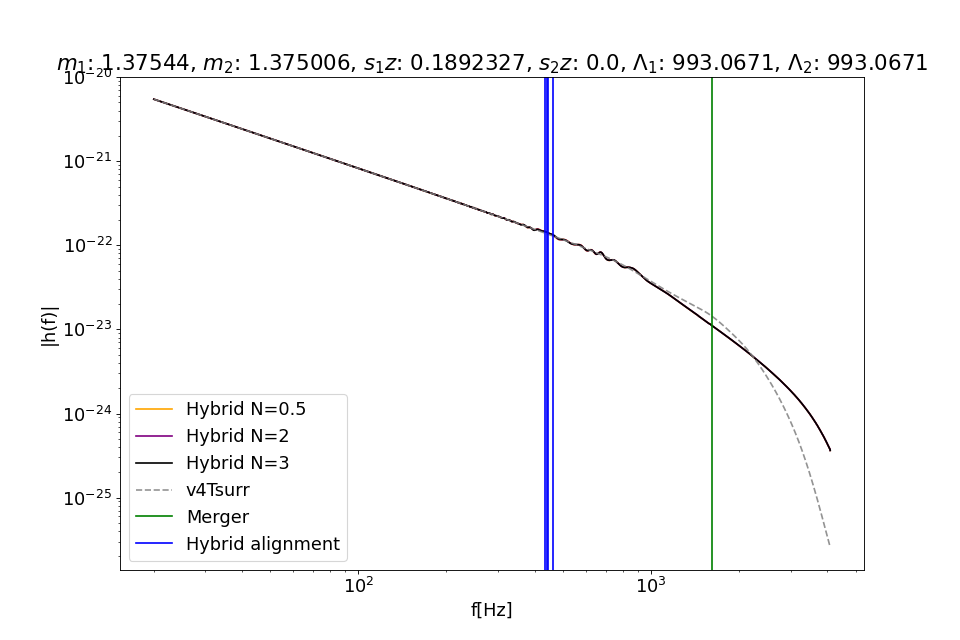 m₁: 1.37544, m₂: 1.375006, s₁z: 0.1892327, s₂z: 0.0, Λ₁: 993.0671, Λ₂: 993.0671
10⁻²⁰
10⁻²¹
10⁻²²
10⁻²³
10⁻²⁴
10⁻²⁵
|h(f)|
Hybrid N=0.5
Hybrid N=2
Hybrid N=3
v4Tsurr
Merger
Hybrid alignment
10² 10³
f[Hz]